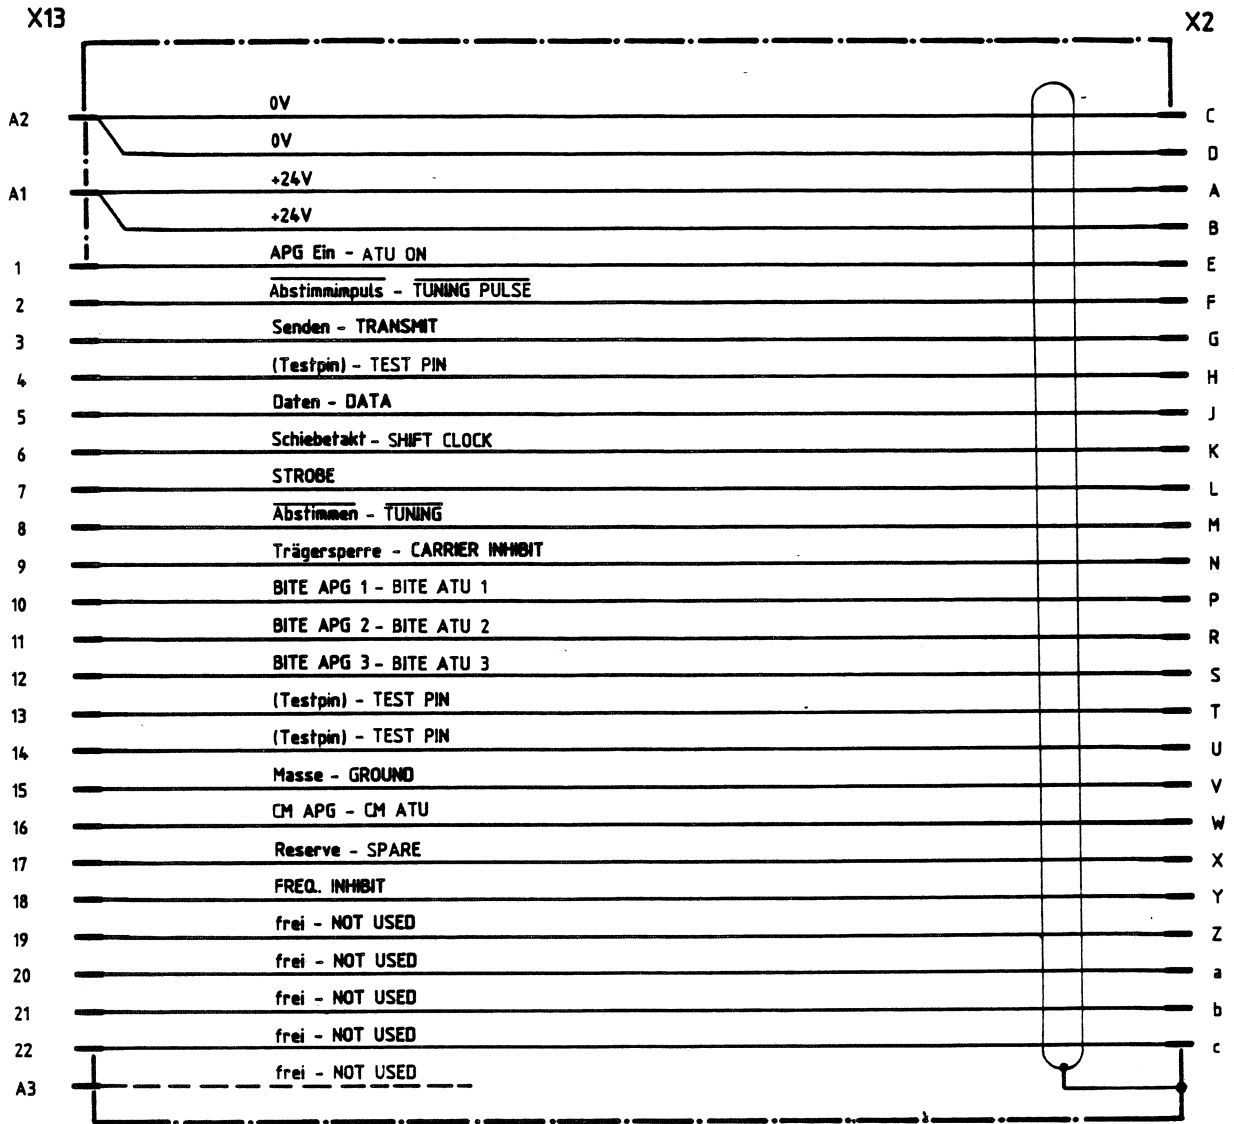 X13 X2
A2 0V C
0V D
A1 +24V A
+24V B
1 APG Ein - ATU ON E
2 Abstimmimpuls - TUNING PULSE F
3 Senden - TRANSMIT G
4 (Testpin) - TEST PIN H
5 Daten - DATA J
6 Schiebetakt - SHIFT CLOCK K
7 STROBE L
8 Abstimmen - TUNING M
9 Trägersperre - CARRIER INHIBIT N
10 BITE APG 1 - BITE ATU 1 P
11 BITE APG 2 - BITE ATU 2 R
12 BITE APG 3 - BITE ATU 3 S
13 (Testpin) - TEST PIN T
14 (Testpin) - TEST PIN U
15 Masse - GROUND V
16 CM APG - CM ATU W
17 Reserve - SPARE X
18 FREQ. INHIBIT Y
19 frei - NOT USED Z
20 frei - NOT USED a
21 frei - NOT USED b
22 frei - NOT USED c
A3 frei - NOT USED